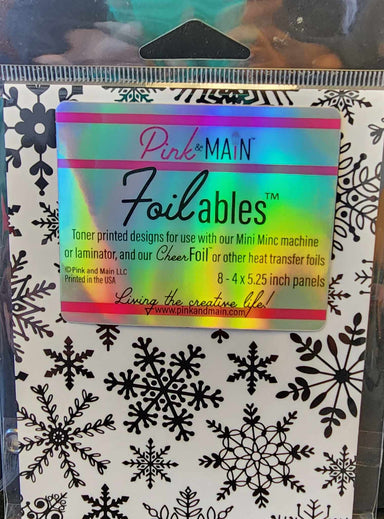 Pink & MAiN™
Foilables™
Toner printed designs for use with our Mini Minc machine
or laminator, and our CheerFoil or other heat transfer foils
©Pink and Main LLC
Printed in the USA
8 - 4 x 5.25 inch panels
Living the creative life!
www.pinkandmain.com